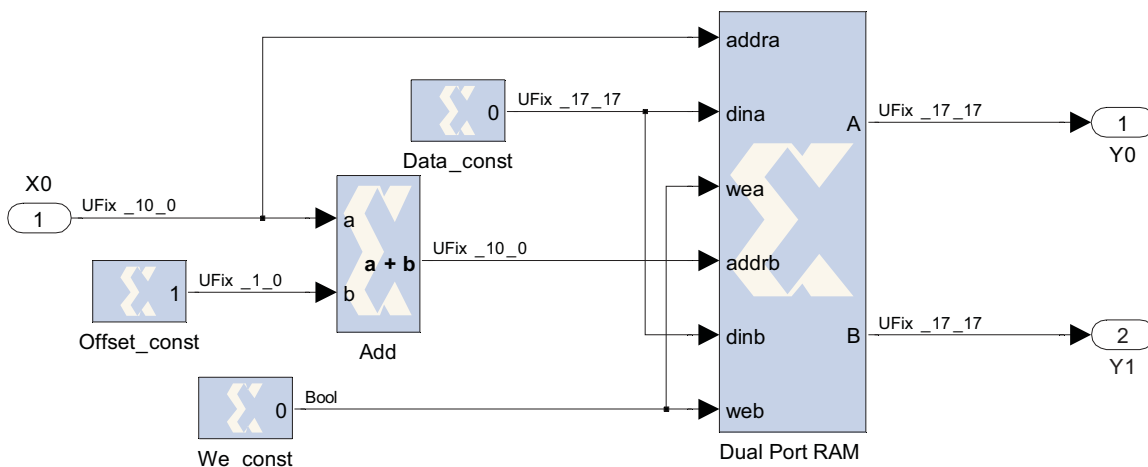 addra
UFix _17_17
0
dina
UFix _17_17
A
1
Data_const
Y0
X0
wea
1
UFix _10_0
a
a + b
UFix _10_0
addrb
UFix _1_0
1
b
Offset_const
Add
dinb
UFix _17_17
B
2
Y1
Bool
0
web
We_const
Dual Port RAM